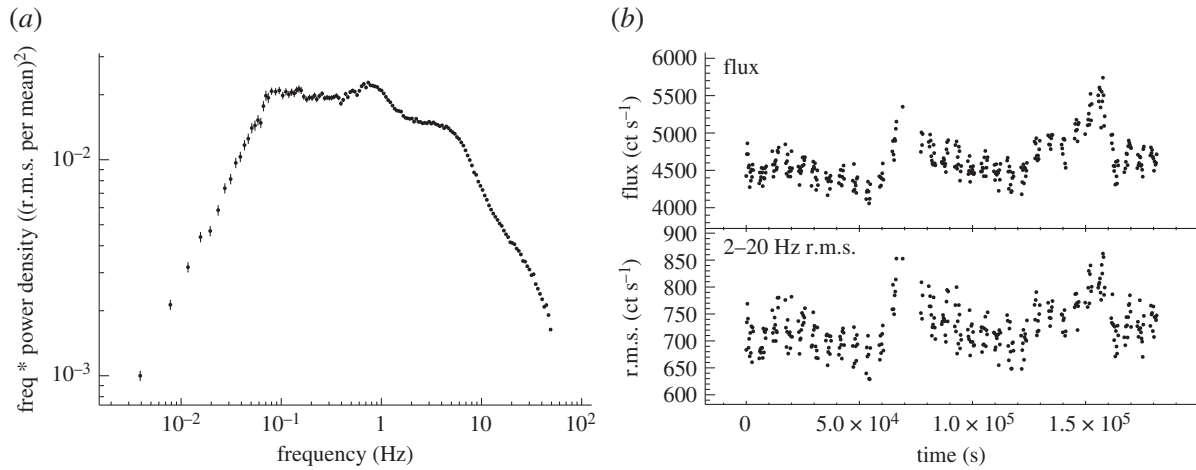 (a)
10⁻²
10⁻³
freq * power density ((r.m.s. per mean)²)
10⁻²
10⁻¹
1
10
10²
frequency (Hz)
(b)
flux
6000
5500
5000
4500
4000
flux (ct s⁻¹)
2–20 Hz r.m.s.
900
850
800
750
700
650
600
r.m.s. (ct s⁻¹)
0
5.0 × 10⁴
1.0 × 10⁵
1.5 × 10⁵
time (s)